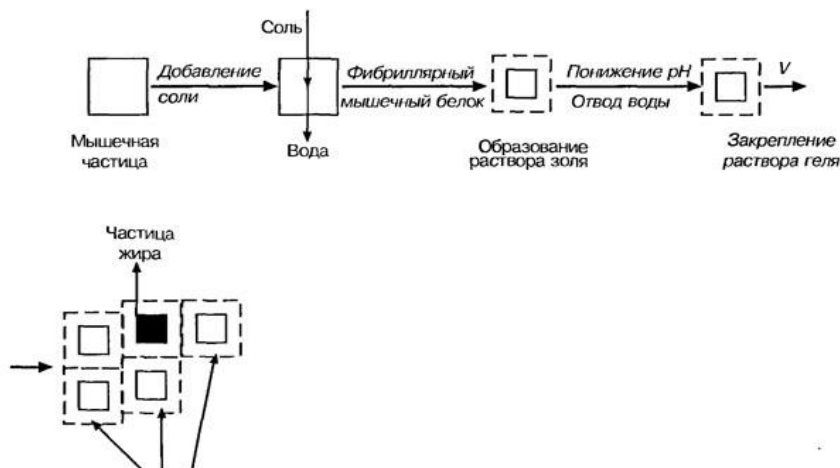 Соль
Добавление
соли
Фибриллярный
мышечный белок
Понижение pH
Отвод воды
V
Мышечная
частица
Вода
Образование
раствора золя
Закрепление
раствора геля
Частица
жира